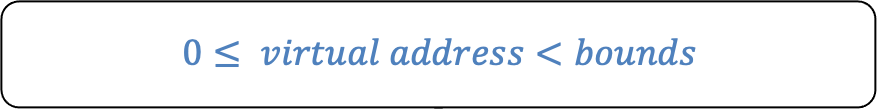 0 ≤ virtual address < bounds